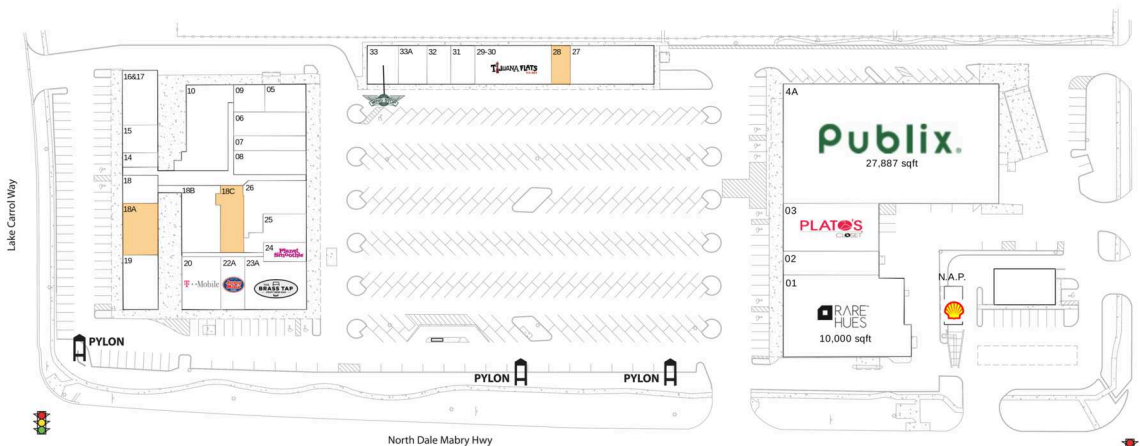 33
33A
32
31
29-30
28
27
TIJUANA FLATS
16&17
15
14
10
09
05
06
07
08
18
18A
19
18B
18C
26
25
24
Planet Smoothie
20
22A
23A
T··Mobile
THE
BRASS TAP
4A
Publix.
27,887 sqft
03
PLATO'S
CLOSET
02
01
RARE
HUES
10,000 sqft
N.A.P.
Lake Carrol Way
PYLON
PYLON
PYLON
North Dale Mabry Hwy